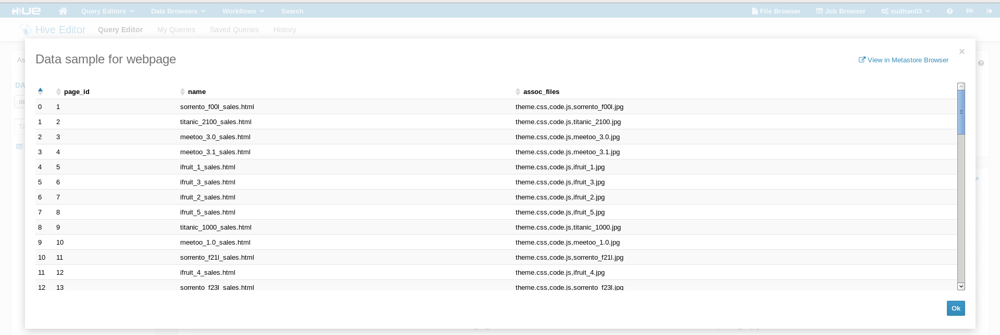 HUE Query Editors Data Browsers Workflows Search File Browser Job Browser sudhan03
Hive Editor Query Editor My Queries Saved Queries History
Data sample for webpage
View in Metastore Browser
page_id name assoc_files
0 1 sorrento_f00l_sales.html theme.css,code.js,sorrento_f00l.jpg
1 2 titanic_2100_sales.html theme.css,code.js,titanic_2100.jpg
2 3 meetoo_3.0_sales.html theme.css,code.js,meetoo_3.0.jpg
3 4 meetoo_3.1_sales.html theme.css,code.js,meetoo_3.1.jpg
4 5 ifruit_1_sales.html theme.css,code.js,ifruit_1.jpg
5 6 ifruit_3_sales.html theme.css,code.js,ifruit_3.jpg
6 7 ifruit_2_sales.html theme.css,code.js,ifruit_2.jpg
7 8 ifruit_5_sales.html theme.css,code.js,ifruit_5.jpg
8 9 titanic_1000_sales.html theme.css,code.js,titanic_1000.jpg
9 10 meetoo_1.0_sales.html theme.css,code.js,meetoo_1.0.jpg
10 11 sorrento_f21l_sales.html theme.css,code.js,sorrento_f21l.jpg
11 12 ifruit_4_sales.html theme.css,code.js,ifruit_4.jpg
12 13 sorrento_f23l_sales.html theme.css,code.js,sorrento_f23l.jpg
Ok